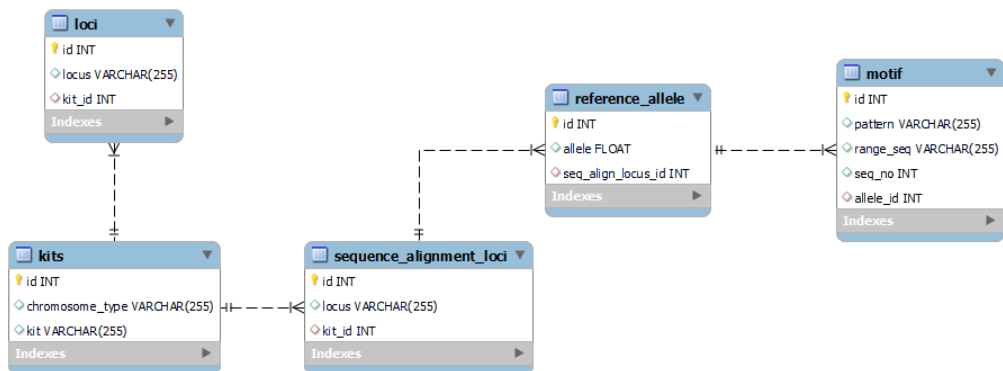 loci
id INT
locus VARCHAR(255)
kit_id INT
Indexes
reference_allele
id INT
allele FLOAT
seq_align_locus_id INT
Indexes
motif
id INT
pattern VARCHAR(255)
range_seq VARCHAR(255)
seq_no INT
allele_id INT
Indexes
kits
id INT
chromosome_type VARCHAR(255)
kit VARCHAR(255)
Indexes
sequence_alignment_loci
id INT
locus VARCHAR(255)
kit_id INT
Indexes